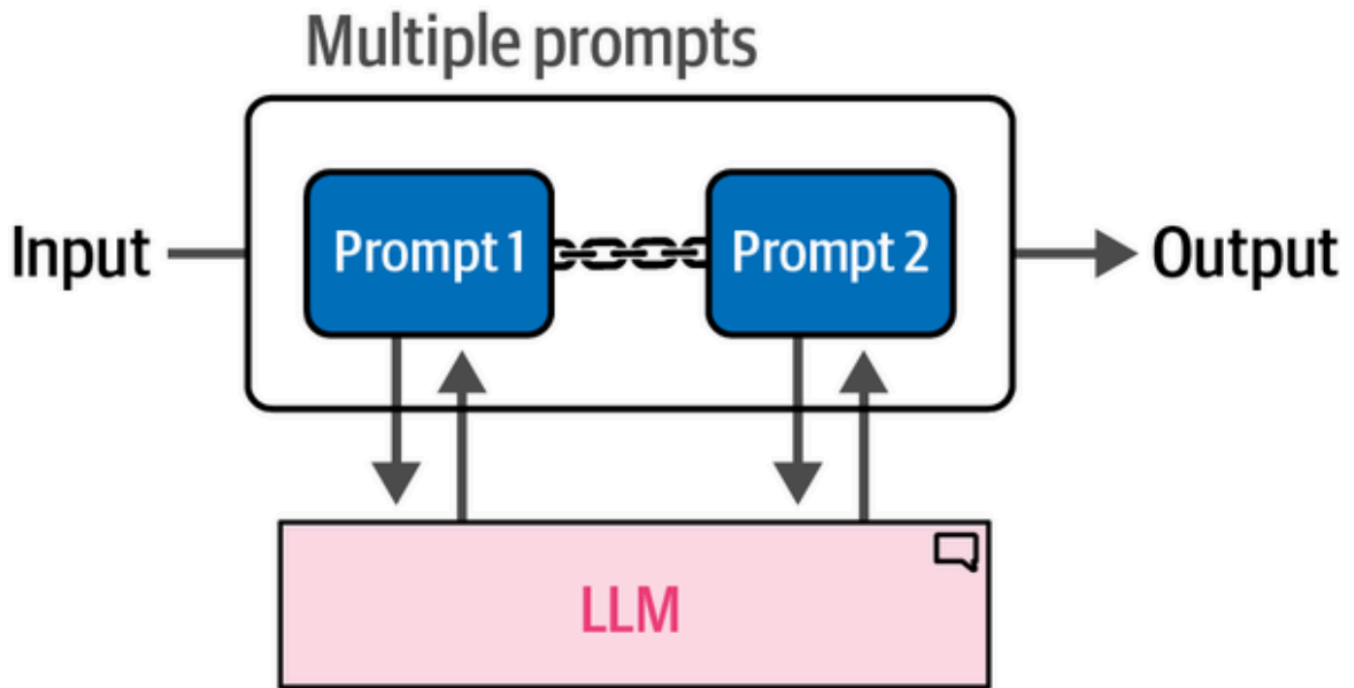 Multiple prompts
Input
Prompt 1
Prompt 2
Output
LLM